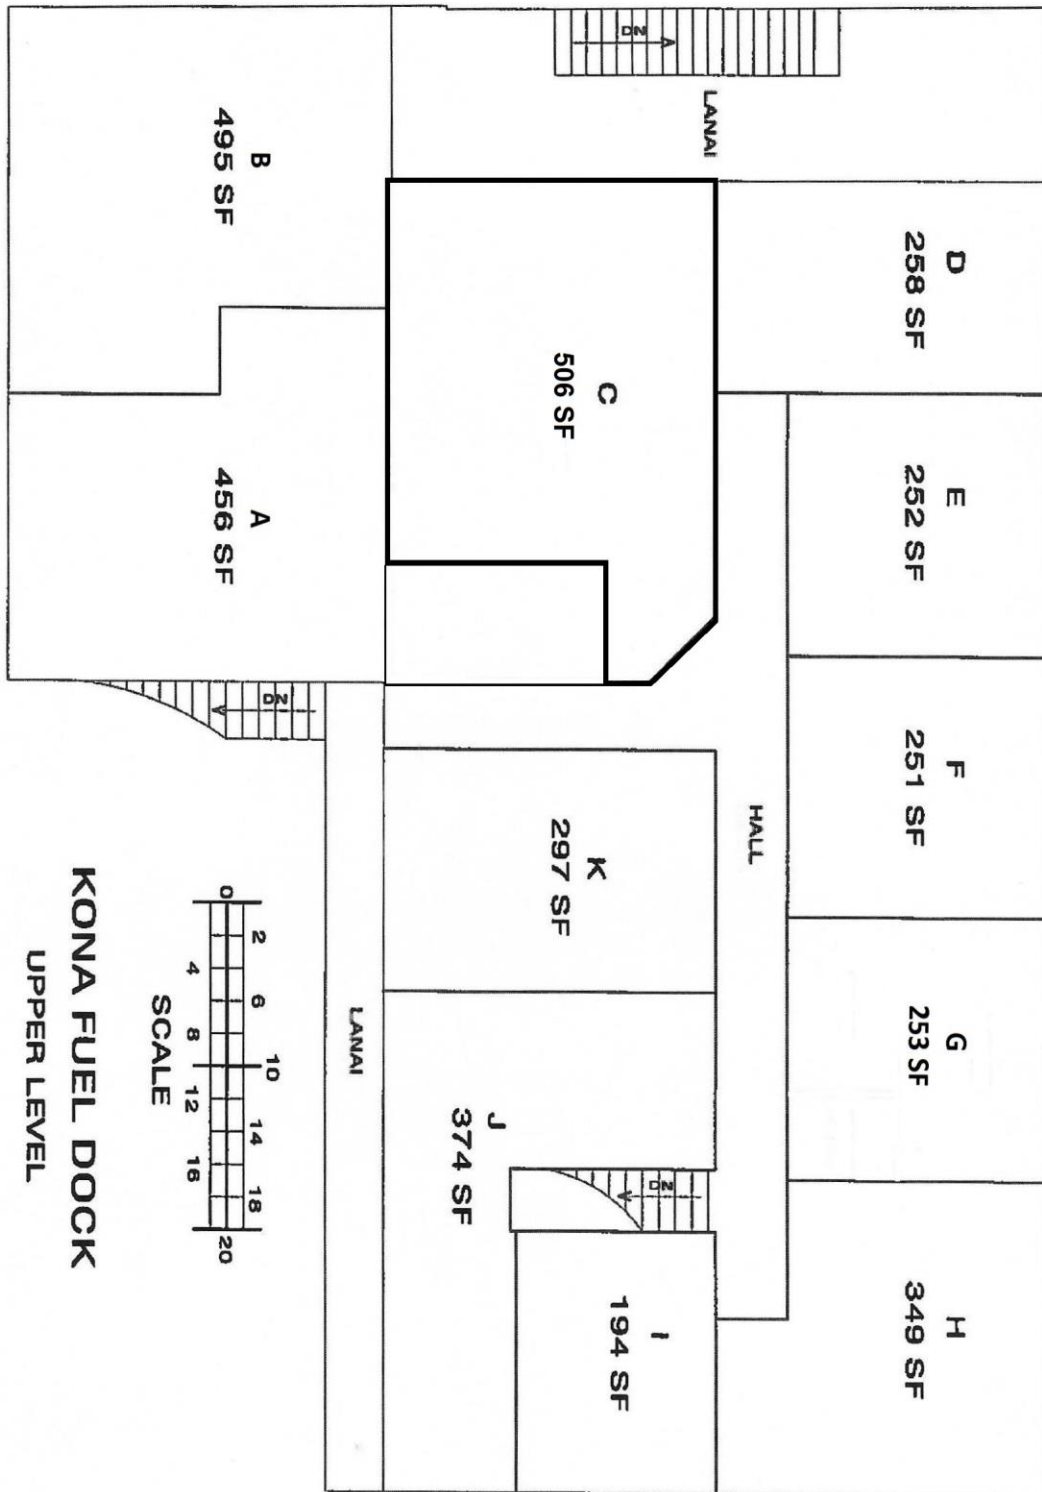 DN
LANAI
B
495 SF
D
258 SF
C
506 SF
A
456 SF
E
252 SF
DN
F
251 SF
HALL
K
297 SF
G
253 SF
LANAI
J
374 SF
DN
I
194 SF
H
349 SF
0 2 4 6 8 10 12 14 16 18 20
SCALE
KONA FUEL DOCK
UPPER LEVEL